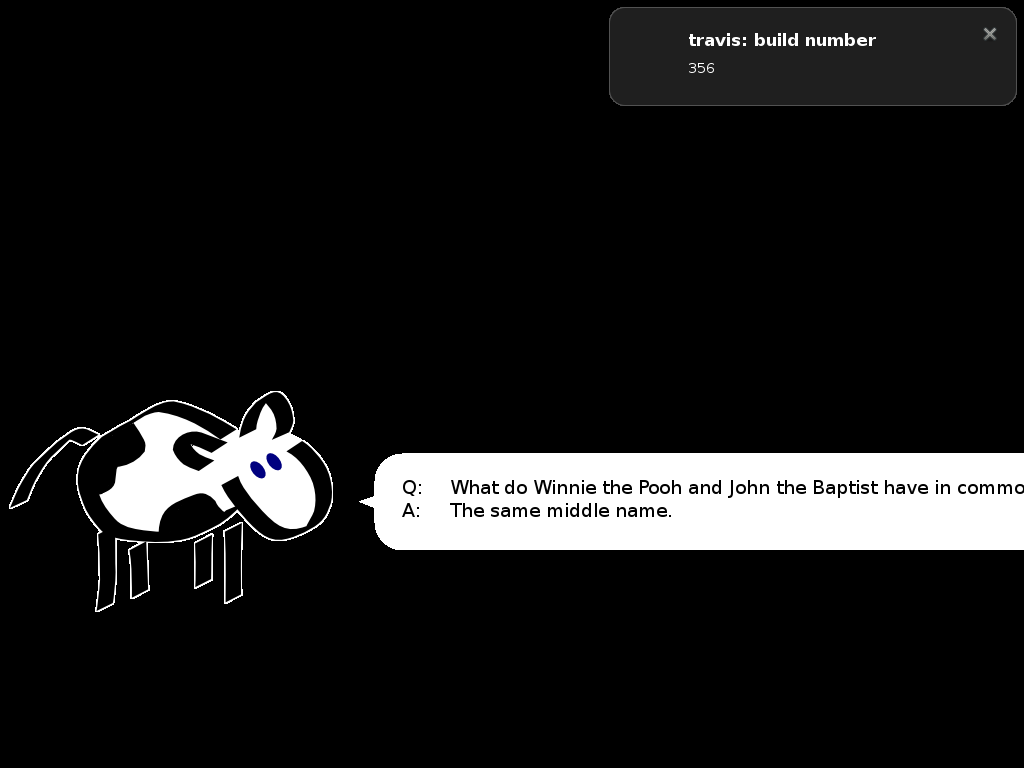 travis: build number
356
Q: What do Winnie the Pooh and John the Baptist have in
A: The same middle name.